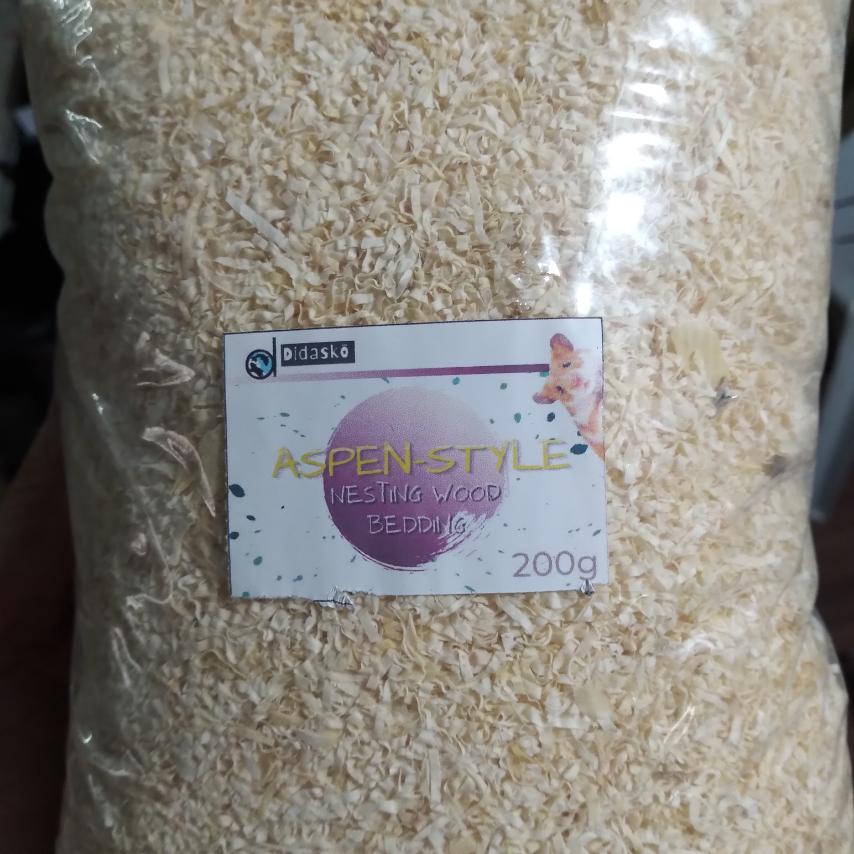 Didaskō
ASPEN-STYLE
NESTING WOOD
BEDDING
200g